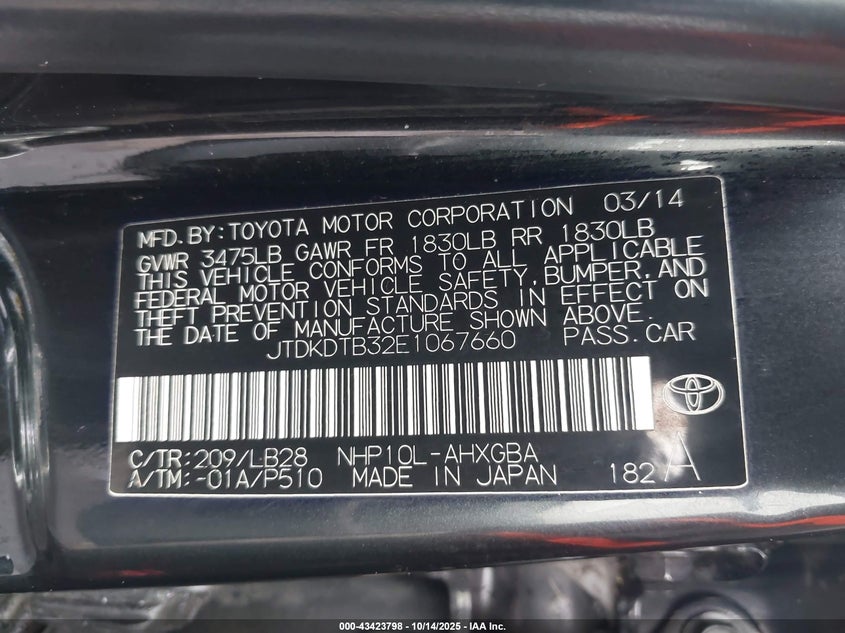 MFD. BY: TOYOTA MOTOR CORPORATION 03/14
GVWR 3475LB GAWR FR 1830LB RR 1830LB
THIS VEHICLE CONFORMS TO ALL APPLICABLE
FEDERAL MOTOR VEHICLE SAFETY, BUMPER, AND
THEFT PREVENTION STANDARDS IN EFFECT ON
THE DATE OF MANUFACTURE SHOWN ABOVE.
JTDKDTB32E1067660 PASS. CAR
C/TR: 209/LB28 NHP10L-AHXGBA
A/TM: -01A/P510 MADE IN JAPAN 182 A
000-43423798 - 10/14/2025 - IAA Inc.